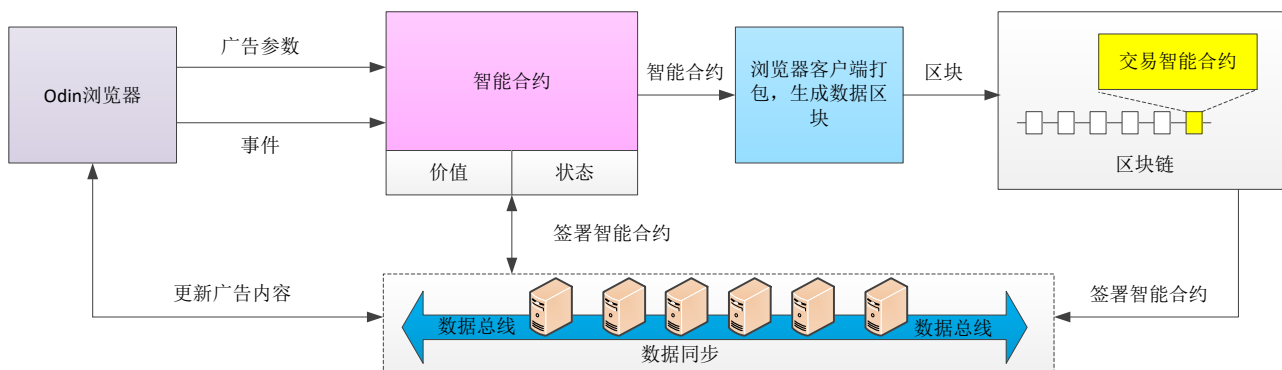 Odin浏览器
广告参数
事件
智能合约
价值
状态
智能合约
浏览器客户端打
包，生成数据区
块
区块
交易智能合约
区块链
签署智能合约
更新广告内容
签署智能合约
数据总线
数据总线
数据同步